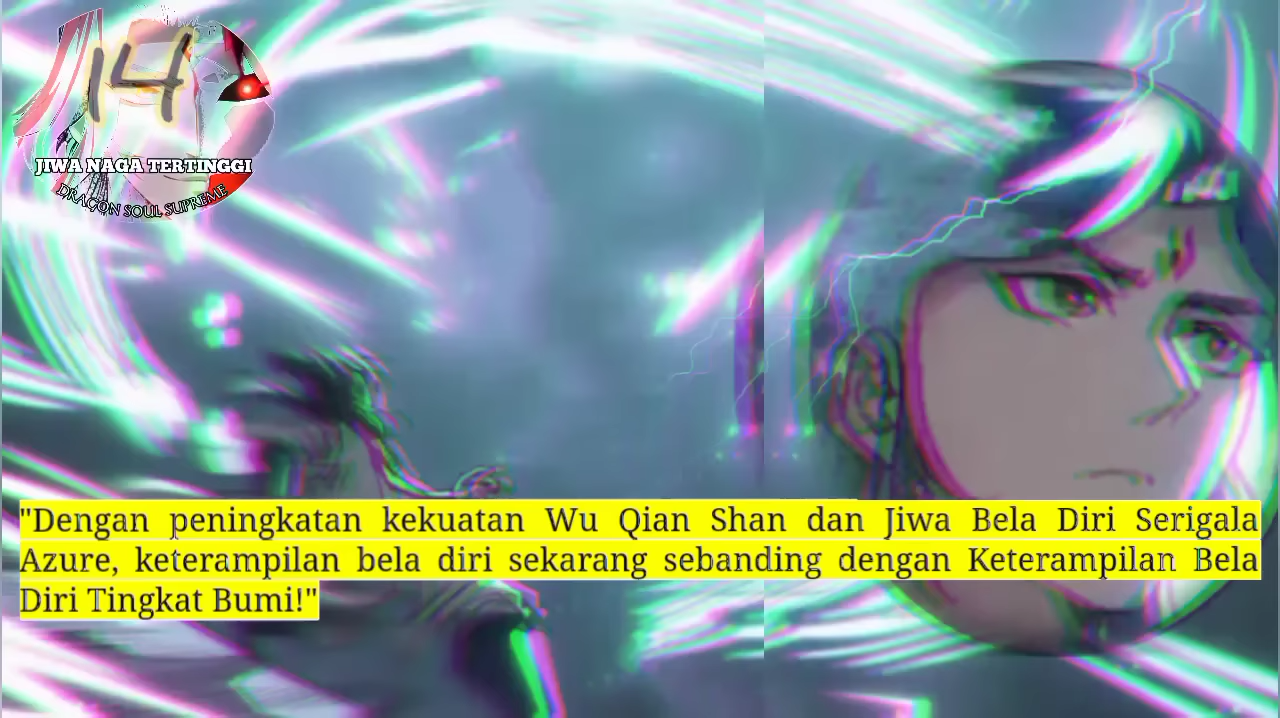 14
JIWA NAGA TERTINGGI
DRAGON SOUL SUPREME
"Dengan peningkatan kekuatan Wu Qian Shan dan Jiwa Bela Diri Serigala
Azure, keterampilan bela diri sekarang sebanding dengan Keterampilan Bela
Diri Tingkat Bumi!"